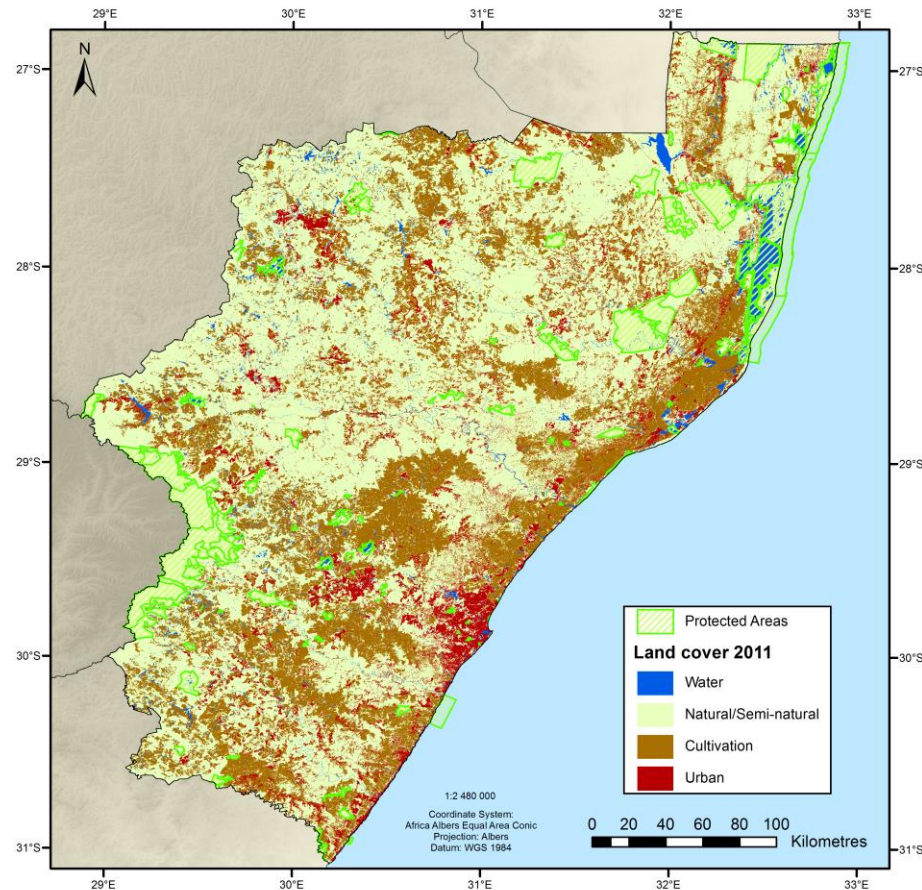 29°E 30°E 31°E 32°E 33°E
N
27°S 27°S
28°S 28°S
29°S 29°S
30°S 30°S
31°S 31°S
Protected Areas
Land cover 2011
Water
Natural/Semi-natural
Cultivation
Urban
1:2 480 000
Coordinate System:
Africa Albers Equal Area Conic
Projection: Albers
Datum: WGS 1984
0 20 40 60 80 100
Kilometres
29°E 30°E 31°E 32°E 33°E